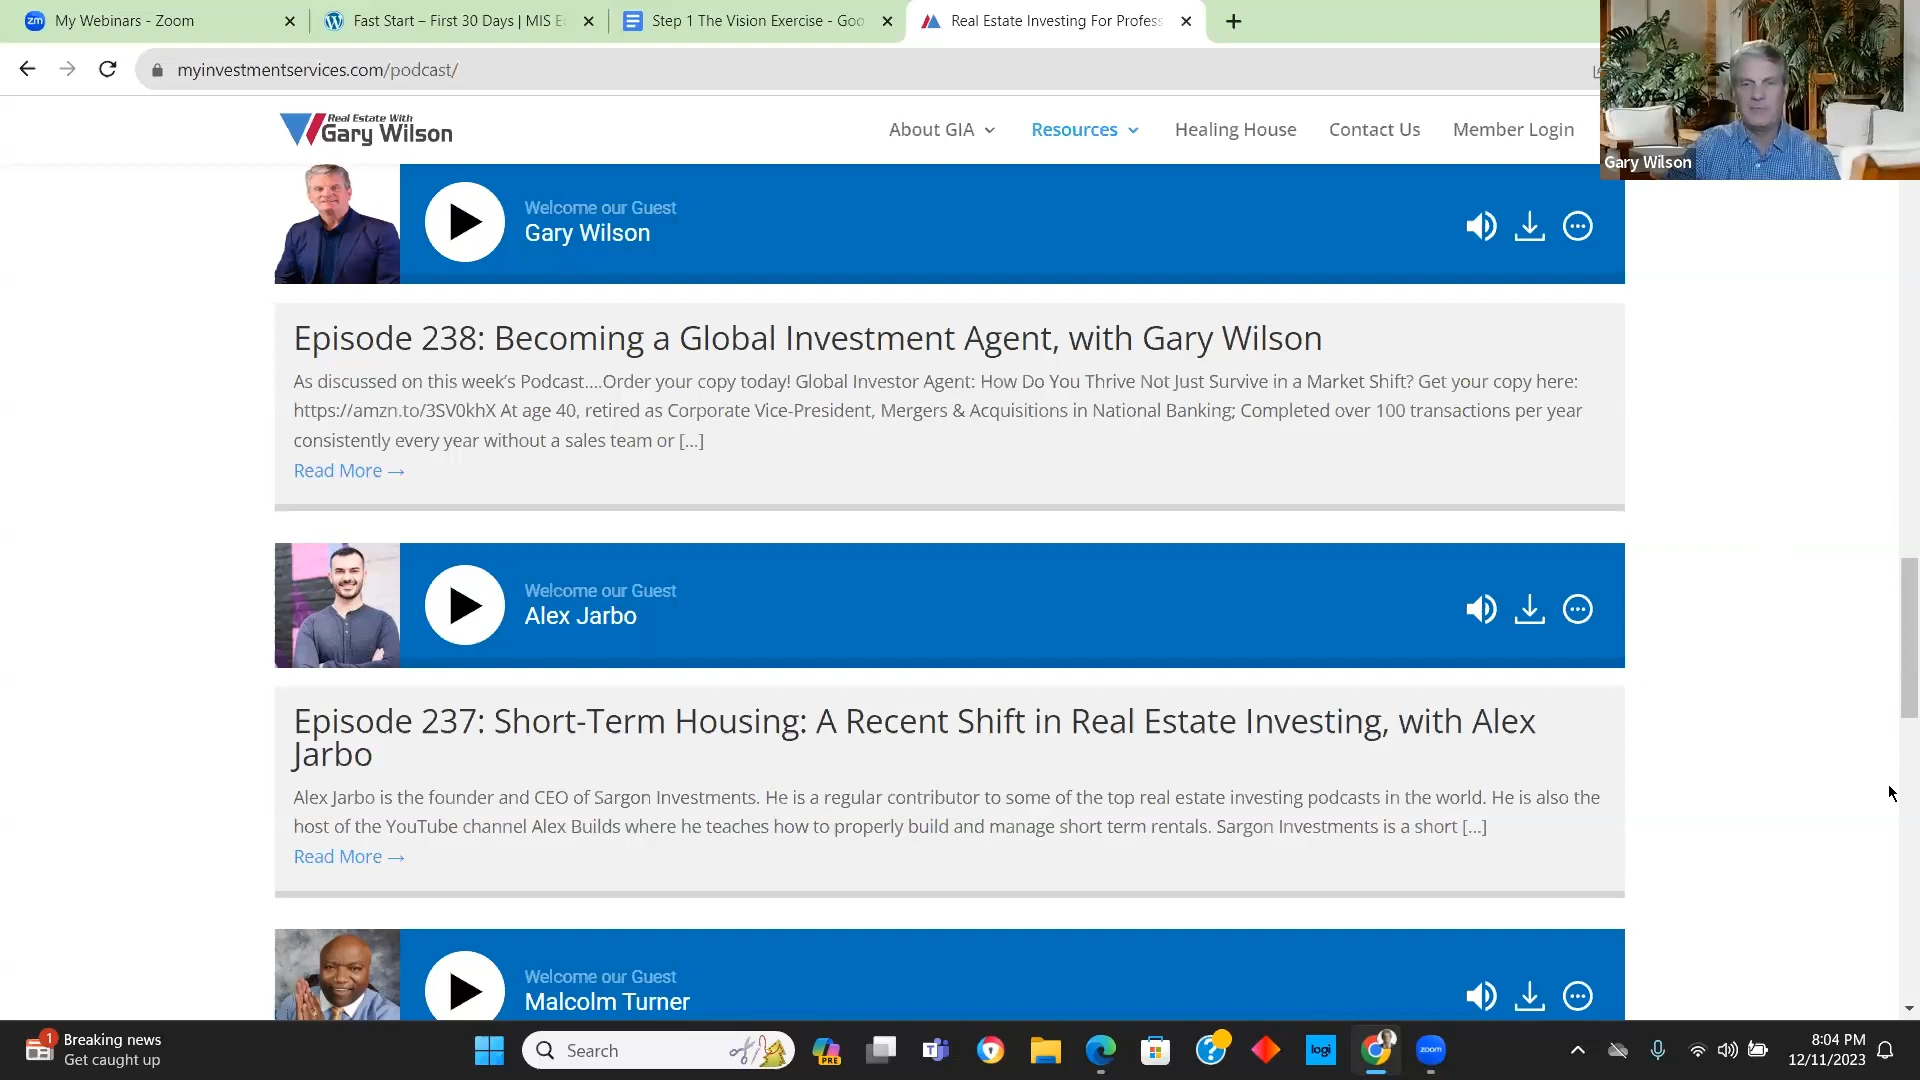 My Webinars - Zoom
Fast Start – First 30 Days | MIS E
Step 1 The Vision Exercise - Goo
Real Estate Investing For Profess
myinvestmentservices.com/podcast/
Real Estate With
Gary Wilson
About GIA
Resources
Healing House
Contact Us
Member Login
Gary Wilson
Welcome our Guest
Gary Wilson
Episode 238: Becoming a Global Investment Agent, with Gary Wilson
As discussed on this week’s Podcast….Order your copy today! Global Investor Agent: How Do You Thrive Not Just Survive in a Market Shift? Get your copy here:
https://amzn.to/3SV0khX At age 40, retired as Corporate Vice-President, Mergers & Acquisitions in National Banking; Completed over 100 transactions per year
consistently every year without a sales team or […]
Read More →
Welcome our Guest
Alex Jarbo
Episode 237: Short-Term Housing: A Recent Shift in Real Estate Investing, with Alex
Jarbo
Alex Jarbo is the founder and CEO of Sargon Investments. He is a regular contributor to some of the top real estate investing podcasts in the world. He is also the
host of the YouTube channel Alex Builds where he teaches how to properly build and manage short term rentals. Sargon Investments is a short […]
Read More →
Welcome our Guest
Malcolm Turner
1
Breaking news
Get caught up
Search
PRE
logi
zoom
8:04 PM
12/11/2023